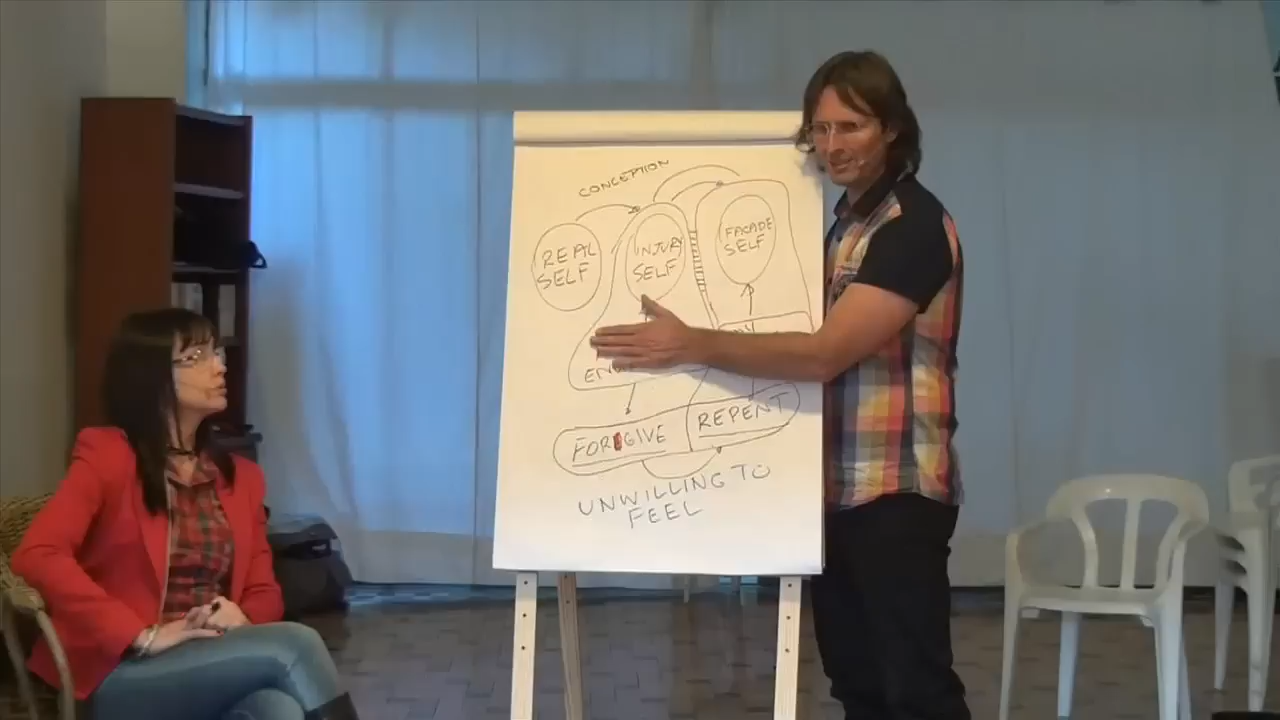 CONCEPTION
REAL
SELF
INJURY
SELF
FACADE
SELF
FORGIVE
REPENT
UNWILLING TO
FEEL